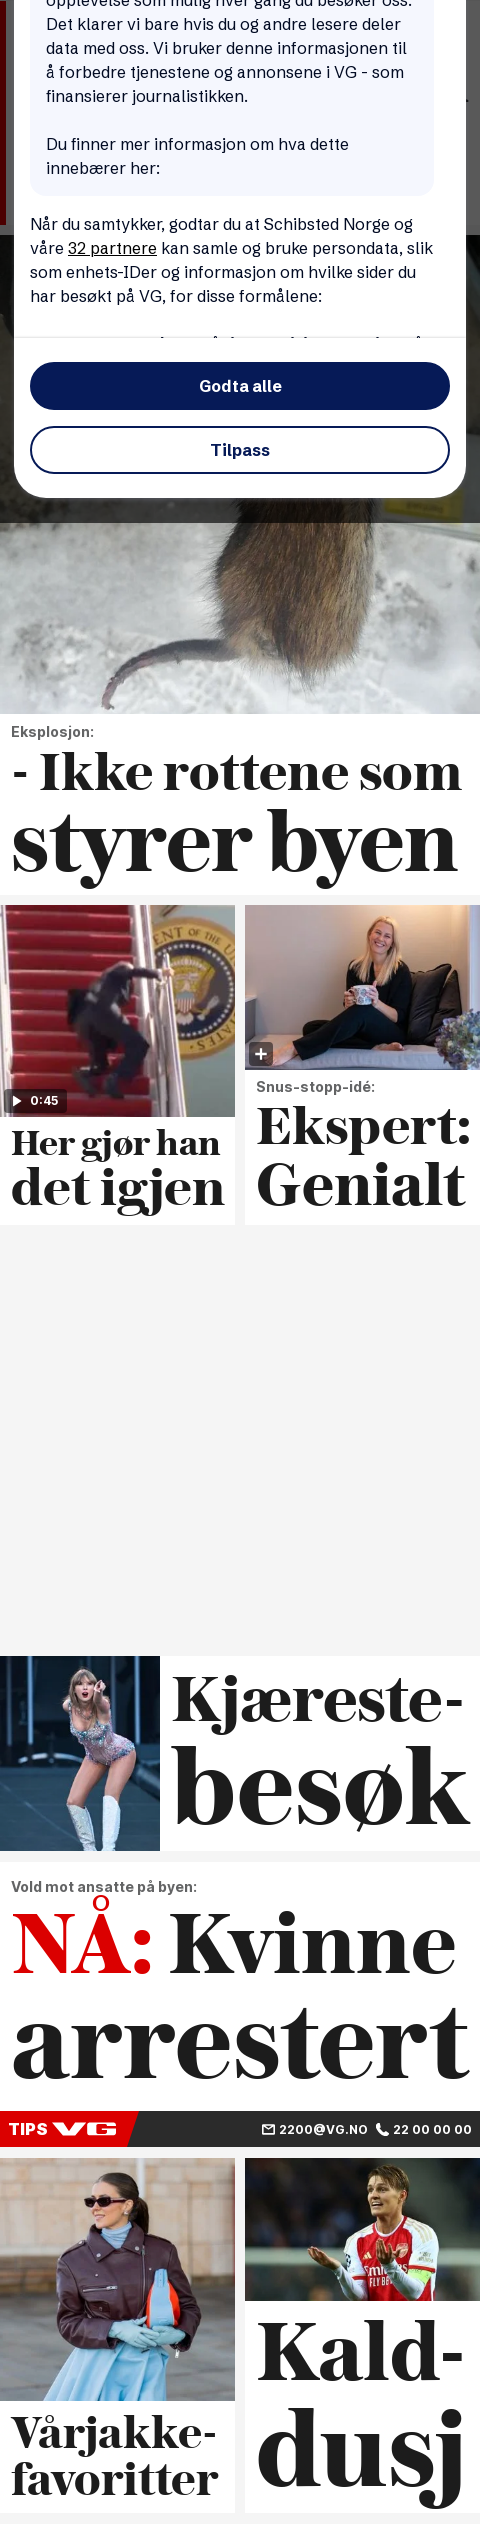 opplevelse som mulig hver gang du besøker oss.
Det klarer vi bare hvis du og andre lesere deler
data med oss. Vi bruker denne informasjonen til
å forbedre tjenestene og annonsene i VG - som
finansierer journalistikken.
Du finner mer informasjon om hva dette
innebærer her:
Når du samtykker, godtar du at Schibsted Norge og
våre 32 partnere kan samle og bruke persondata, slik
som enhets-IDer og informasjon om hvilke sider du
har besøkt på VG, for disse formålene:
Godta alle
Tilpass
Eksplosjon:
- Ikke rottene som
styrer byen
0:45
Her gjør han
det igjen
Snus-stopp-idé:
Ekspert:
Genialt
Kjæreste-
besøk
Vold mot ansatte på byen:
NÅ: Kvinne
arrestert
TIPS VG 2200@VG.NO 22 00 00 00
Vårjakke-
favoritter
Kald-
dusj